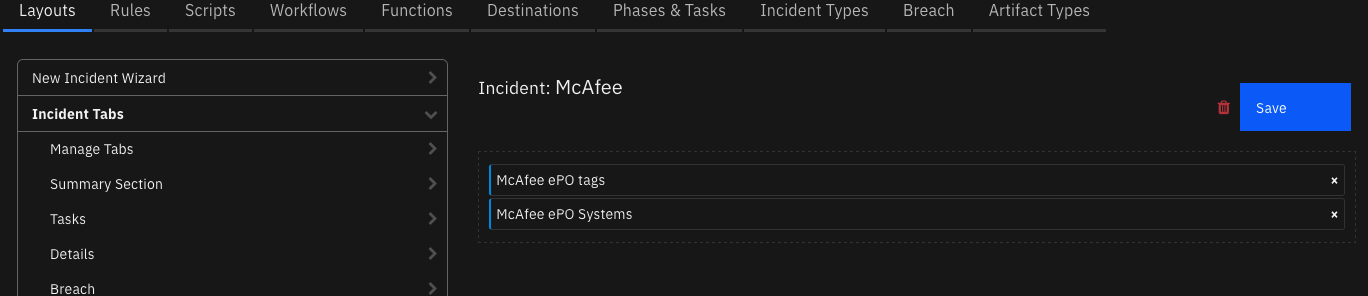 Layouts Rules Scripts Workflows Functions Destinations Phases & Tasks Incident Types Breach Artifact Types
New Incident Wizard
Incident Tabs
Manage Tabs
Summary Section
Tasks
Details
Breach
Incident: McAfee
Save
McAfee ePO tags ×
McAfee ePO Systems ×